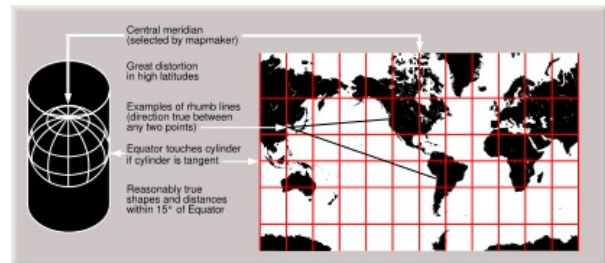 Central meridian
(selected by mapmaker)
Great distortion
in high latitudes
Examples of rhumb lines
(direction true between
any two points)
Equator touches cylinder
if cylinder is tangent
Reasonably true
shapes and distances
within 15° of Equator